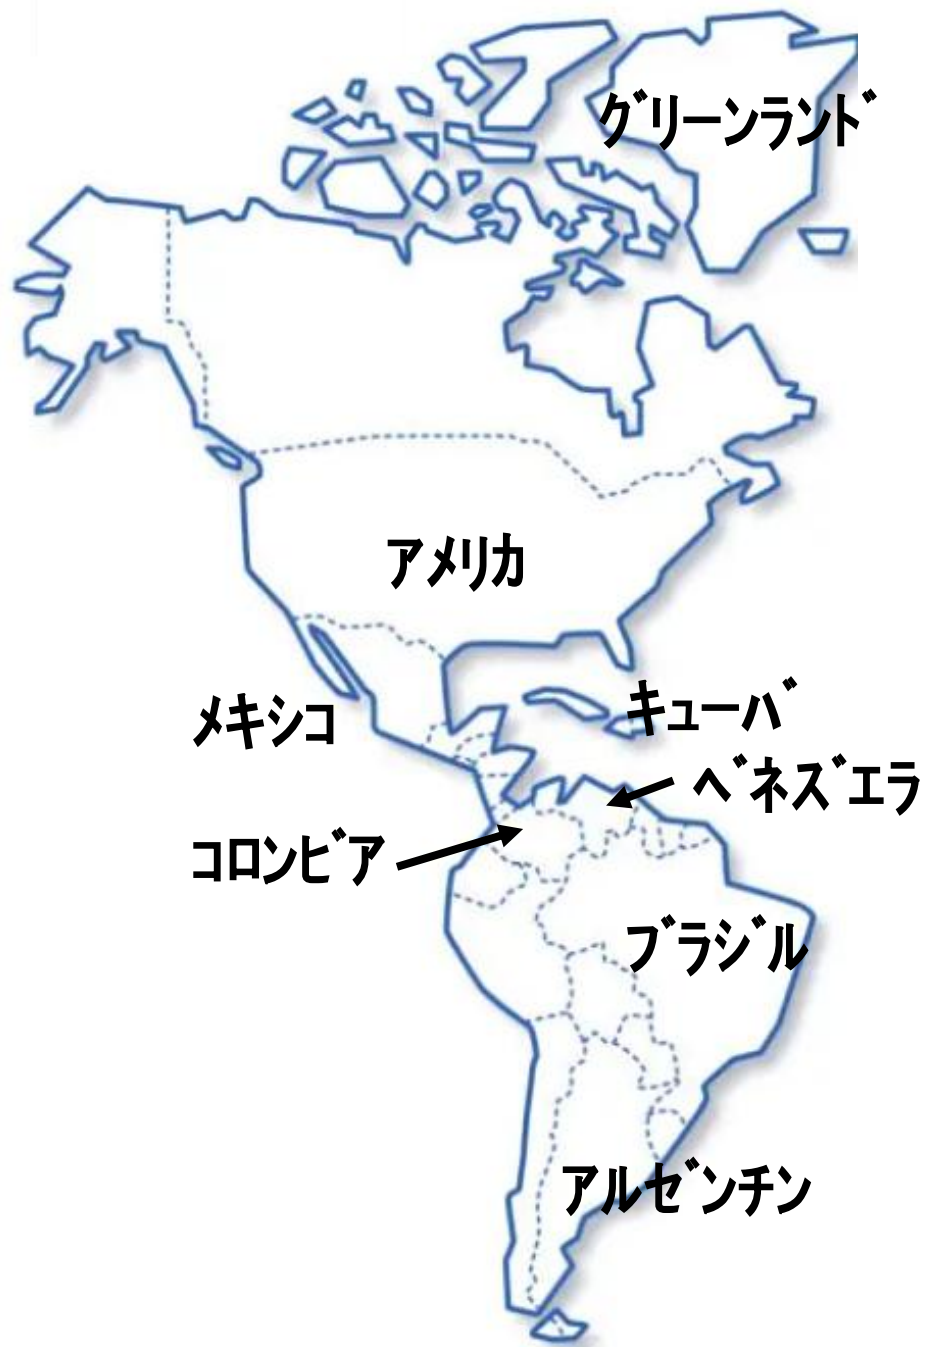 グリーンランド
アメリカ
メキシコ
キューバ
ベネズエラ
コロンビア
ブラジル
アルゼンチン